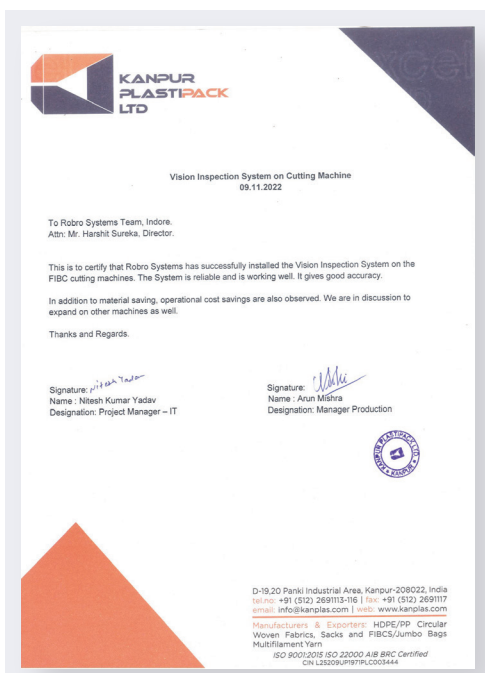 KANPUR
PLASTIPACK
LTD
Excel
Vision Inspection System on Cutting Machine
09.11.2022
To Robro Systems Team, Indore.
Attn: Mr. Harshit Sureka, Director.
This is to certify that Robro Systems has successfully installed the Vision Inspection System on the
FIBC cutting machines. The System is reliable and is working well. It gives good accuracy.
In addition to material saving, operational cost savings are also observed. We are in discussion to
expand on other machines as well.
Thanks and Regards.
Signature: Nitesh Yadav
Name : Nitesh Kumar Yadav
Designation: Project Manager – IT
Signature:
Name : Arun Mishra
Designation: Manager Production
KANPUR PLASTIPACK LTD.
* KANPUR *
D-19,20 Panki Industrial Area, Kanpur-208022, India
tel.no: +91 (512) 2691113-116 | fax: +91 (512) 2691117
email: info@kanplas.com | web: www.kanplas.com
Manufacturers & Exporters: HDPE/PP Circular
Woven Fabrics, Sacks and FIBCS/Jumbo Bags
Multifilament Yarn
ISO 9001:2015 ISO 22000 AIB BRC Certified
CIN L25209UP1971PLC003444